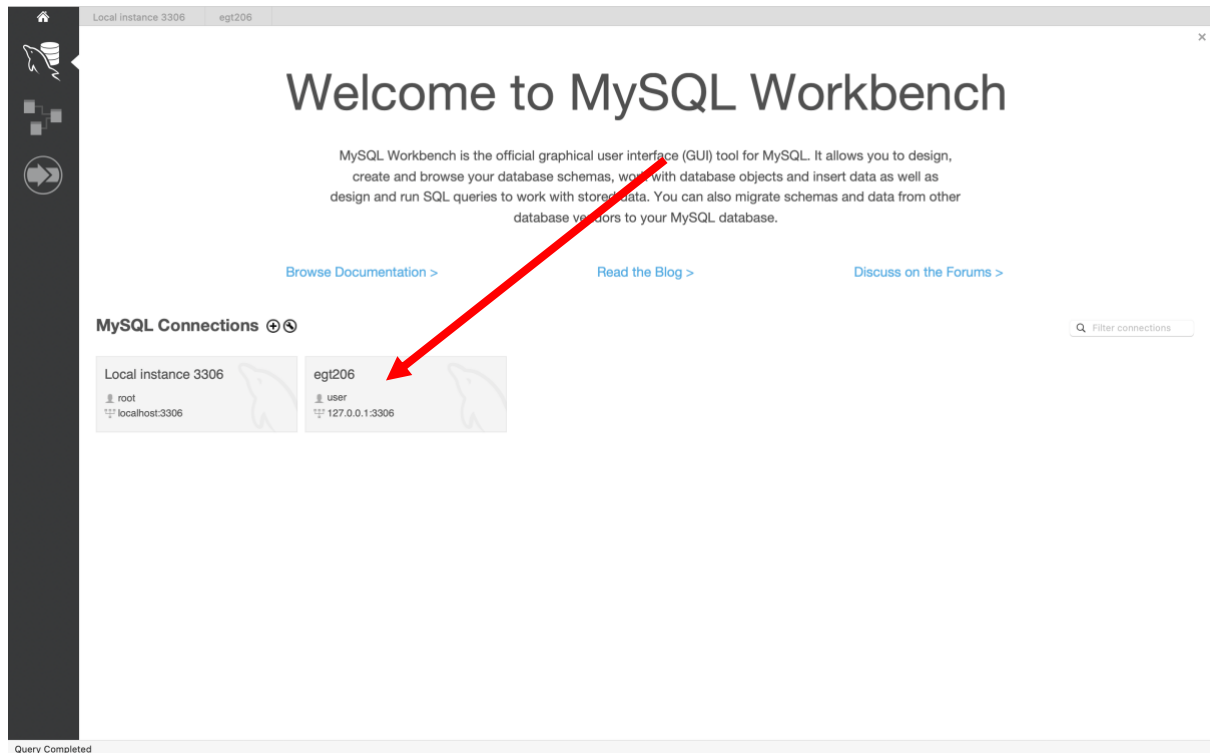 Local instance 3306 egt206
Welcome to MySQL Workbench
MySQL Workbench is the official graphical user interface (GUI) tool for MySQL. It allows you to design,
create and browse your database schemas, work with database objects and insert data as well as
design and run SQL queries to work with stored data. You can also migrate schemas and data from other
database vendors to your MySQL database.
Browse Documentation > Read the Blog > Discuss on the Forums >
MySQL Connections
Filter connections
Local instance 3306
root
localhost:3306
egt206
user
127.0.0.1:3306
Query Completed